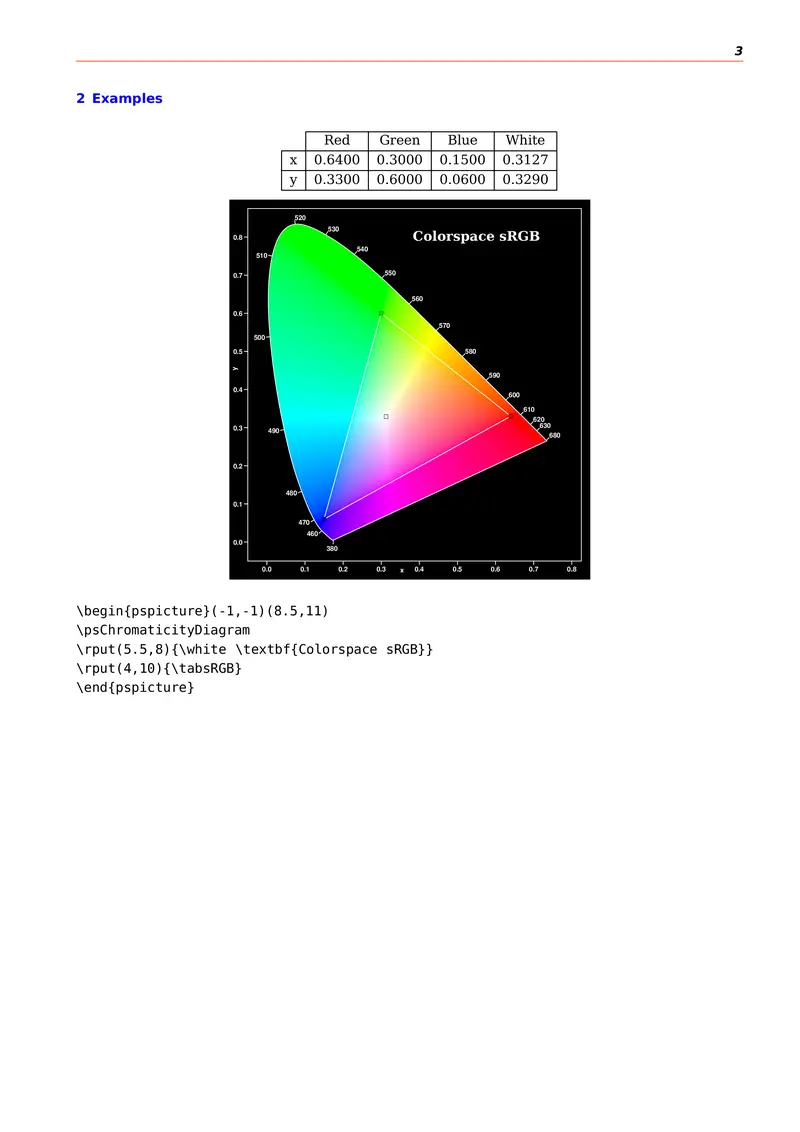 3
2 Examples
Red Green Blue White
x 0.6400 0.3000 0.1500 0.3127
y 0.3300 0.6000 0.0600 0.3290
Colorspace sRGB
520
530
540
510
550
560
570
500
580
590
600
610
620
630
680
490
480
470
460
380
0.8
0.7
0.6
0.5
y
0.4
0.3
0.2
0.1
0.0
0.0 0.1 0.2 0.3 x 0.4 0.5 0.6 0.7 0.8
\begin{pspicture}(-1,-1)(8.5,11)
\psChromaticityDiagram
\rput(5.5,8){\white \textbf{Colorspace sRGB}}
\rput(4,10){\tabsRGB}
\end{pspicture}